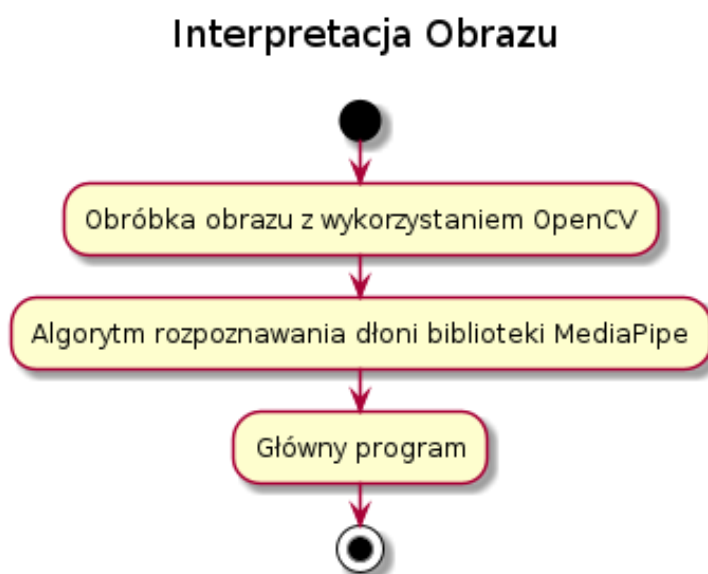 Interpretacja Obrazu
Obróbka obrazu z wykorzystaniem OpenCV
Algorytm rozpoznawania dłoni biblioteki MediaPipe
Główny program